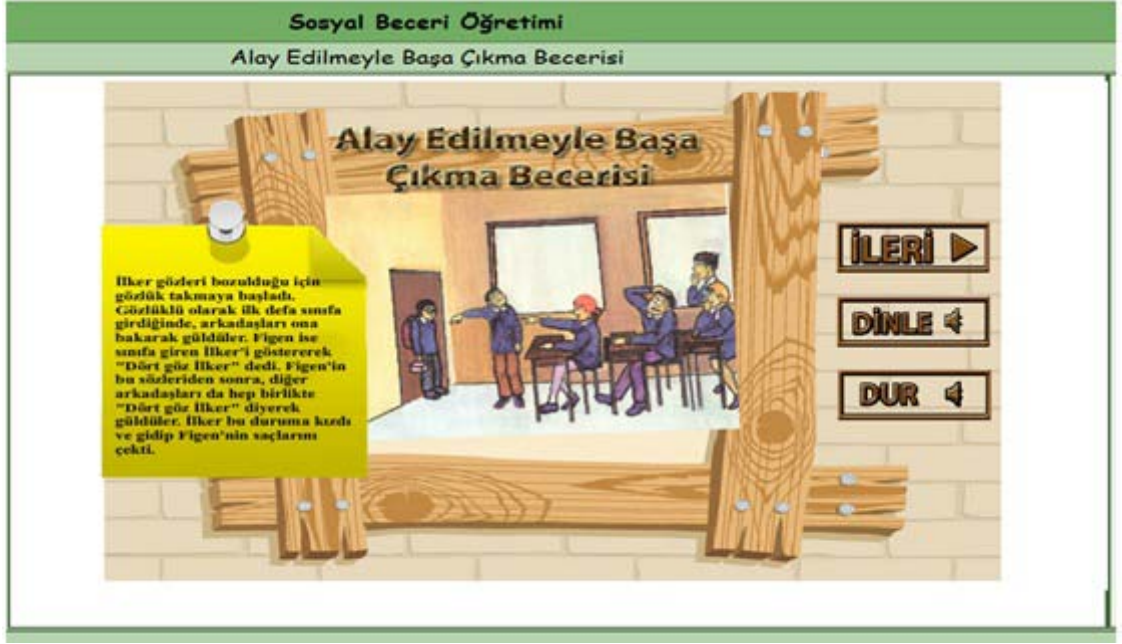 Sosyal Beceri Öğretimi
Alay Edilmeyle Başa Çıkma Becerisi
Alay Edilmeyle Başa
Çıkma Becerisi
İlker gözleri bozulduğu için
gözlük takmaya başladı.
Gözlüklü olarak ilk defa sınıfa
girdiğinde, arkadaşları ona
bakarak güldüler. Figen ise
sınıfa giren İlker'i göstererek
"Dört göz İlker" dedi. Figen'in
bu sözleriden sonra, diğer
arkadaşları da hep birlikte
"Dört göz İlker" diyerek
güldüler. İlker bu duruma kızdı
ve gidip Figen'nin saçlarını
çekti.
İLERİ
DİNLE
DUR